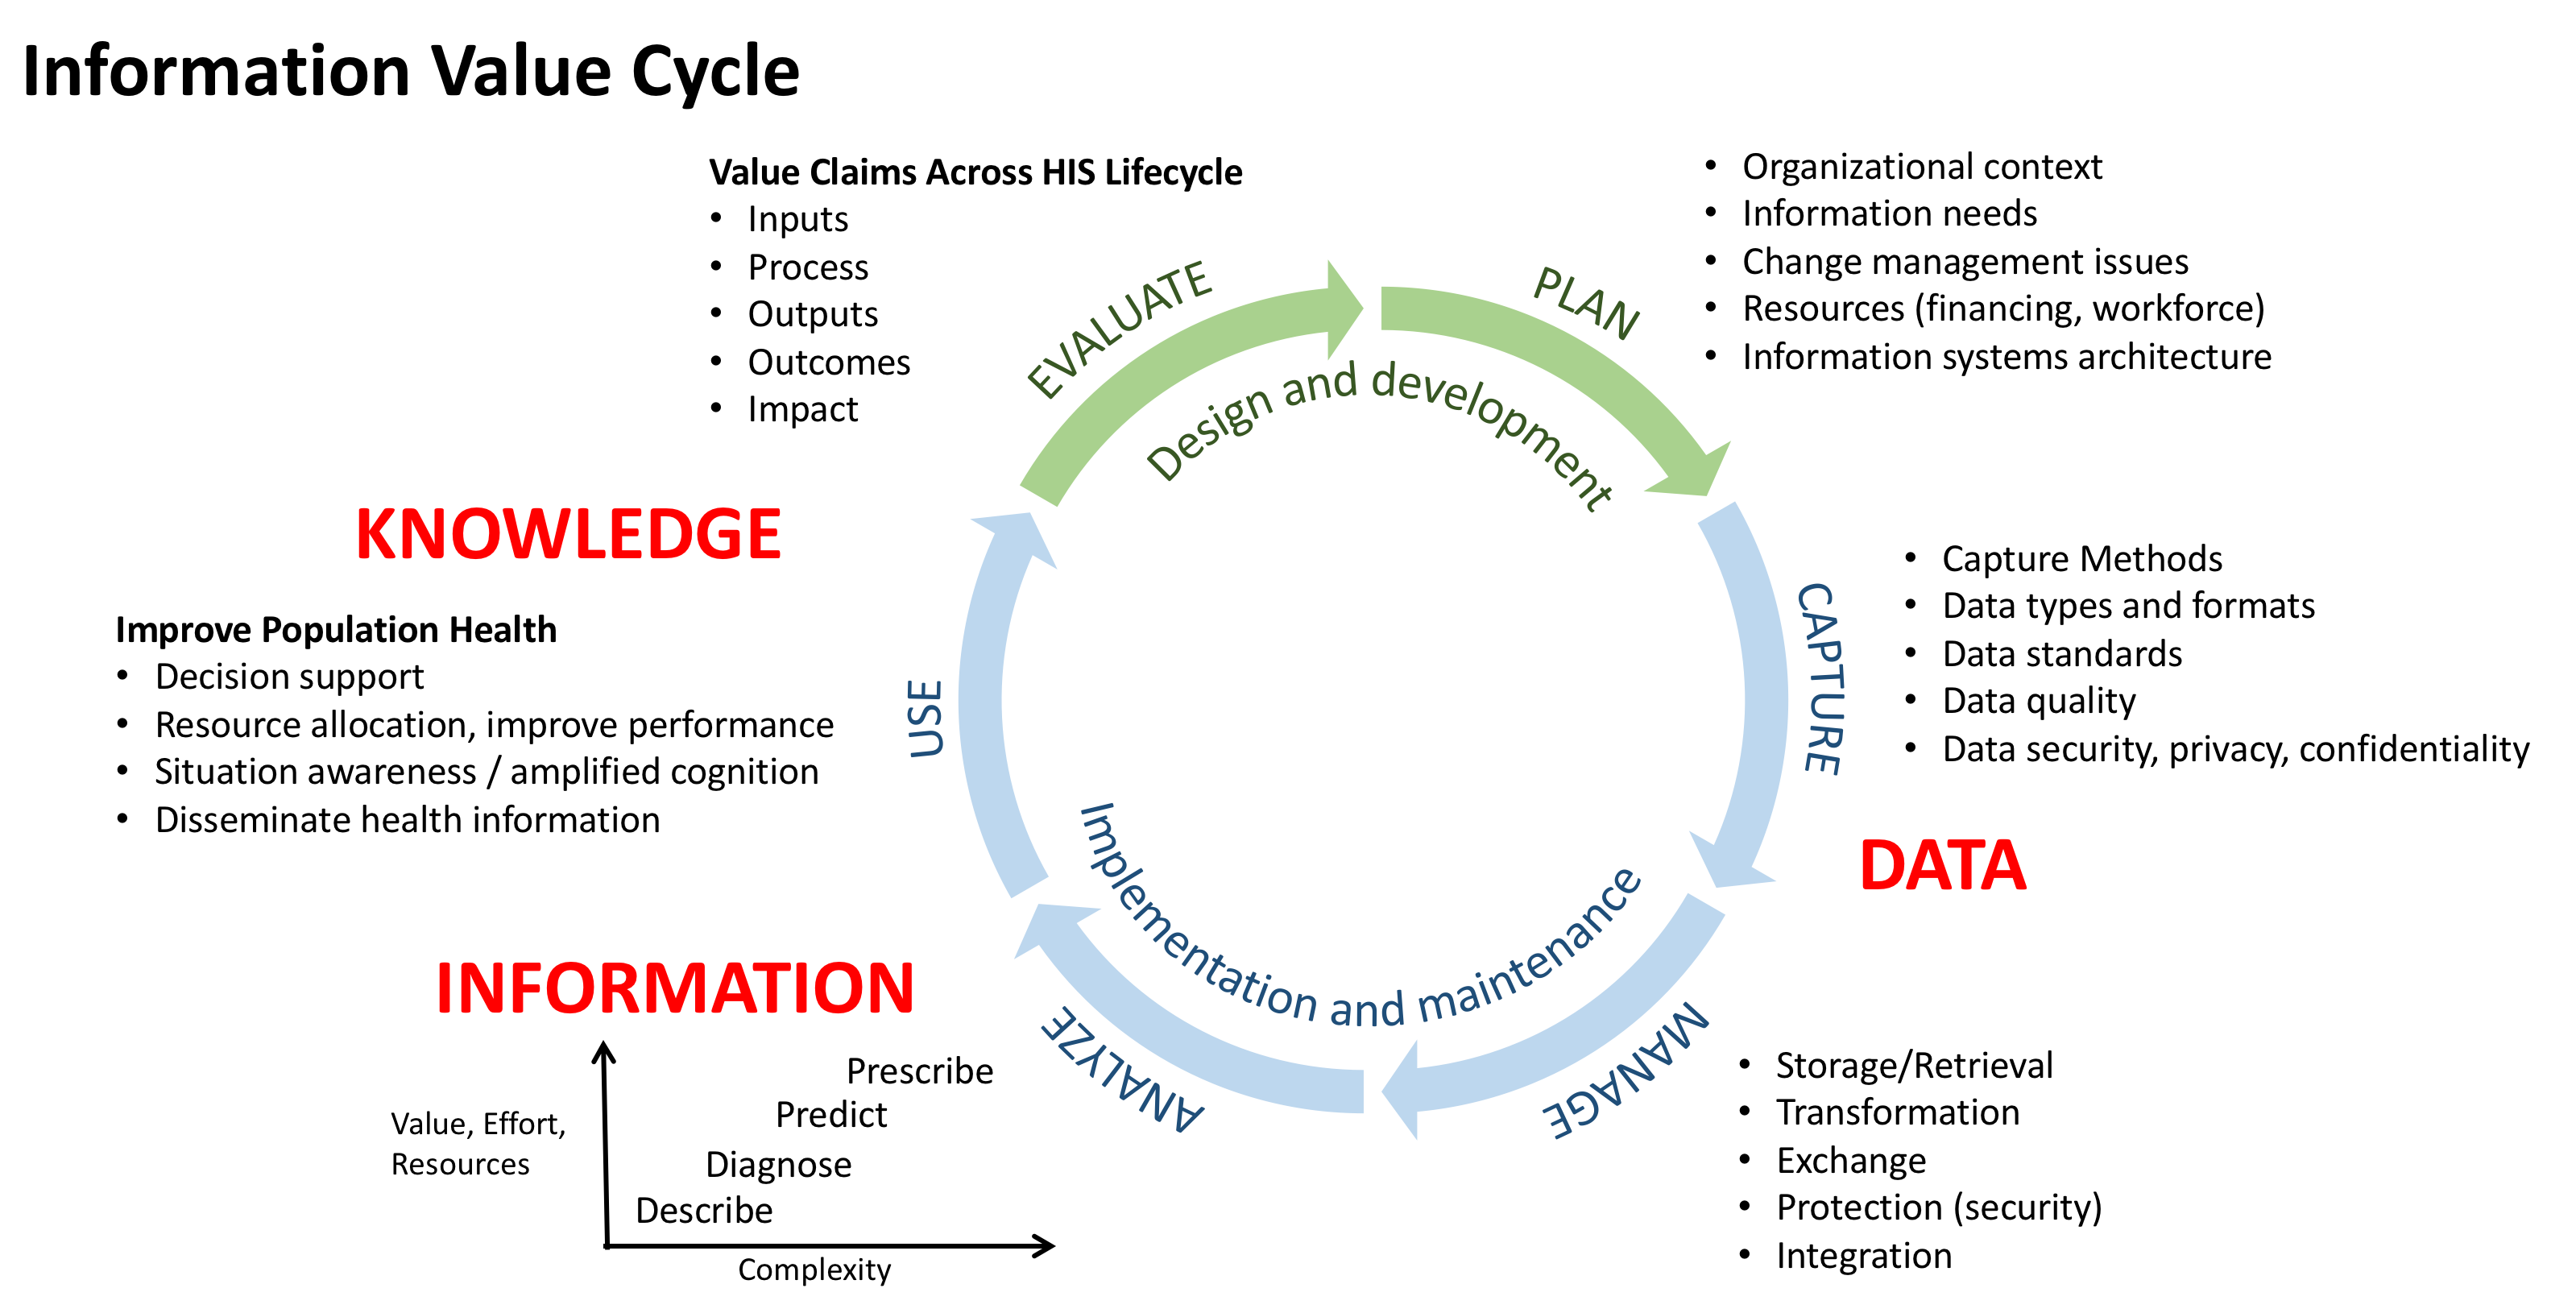 Information Value Cycle
Value Claims Across HIS Lifecycle
• Inputs
• Process
• Outputs
• Outcomes
• Impact
EVALUATE
PLAN
Design and development
• Organizational context
• Information needs
• Change management issues
• Resources (financing, workforce)
• Information systems architecture
CAPTURE
• Capture Methods
• Data types and formats
• Data standards
• Data quality
• Data security, privacy, confidentiality
DATA
MANAGE
• Storage/Retrieval
• Transformation
• Exchange
• Protection (security)
• Integration
Implementation and maintenance
ANALYZE
INFORMATION
Value, Effort,
Resources
Prescribe
Predict
Diagnose
Describe
Complexity
USE
KNOWLEDGE
Improve Population Health
• Decision support
• Resource allocation, improve performance
• Situation awareness / amplified cognition
• Disseminate health information